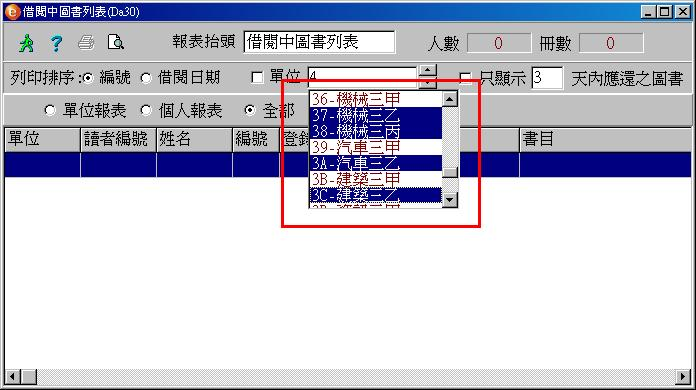 借閱中圖書列表(Da30)
報表抬頭 借閱中圖書列表 人數 0 冊數 0
列印排序: 編號 借閱日期 單位 4 只顯示 3 天內應還之圖書
單位報表 個人報表 全部
單位 讀者編號 姓名 編號 登錄 書目
36-機械三甲
37-機械三乙
38-機械三丙
39-汽車三甲
3A-汽車三乙
3B-建築三甲
3C-建築三乙